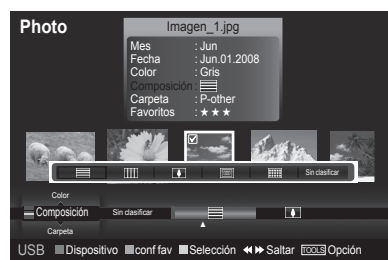 Photo
Imagen_1.jpg
Mes : Jun
Fecha : Jun.01.2008
Color : Gris
Composición :
Carpeta : P-other
Favoritos : ★★★
Sin clasificar
Color
Composición Sin clasificar
Carpeta
USB Dispositivo conf fav Selección Saltar TOOLS Opción